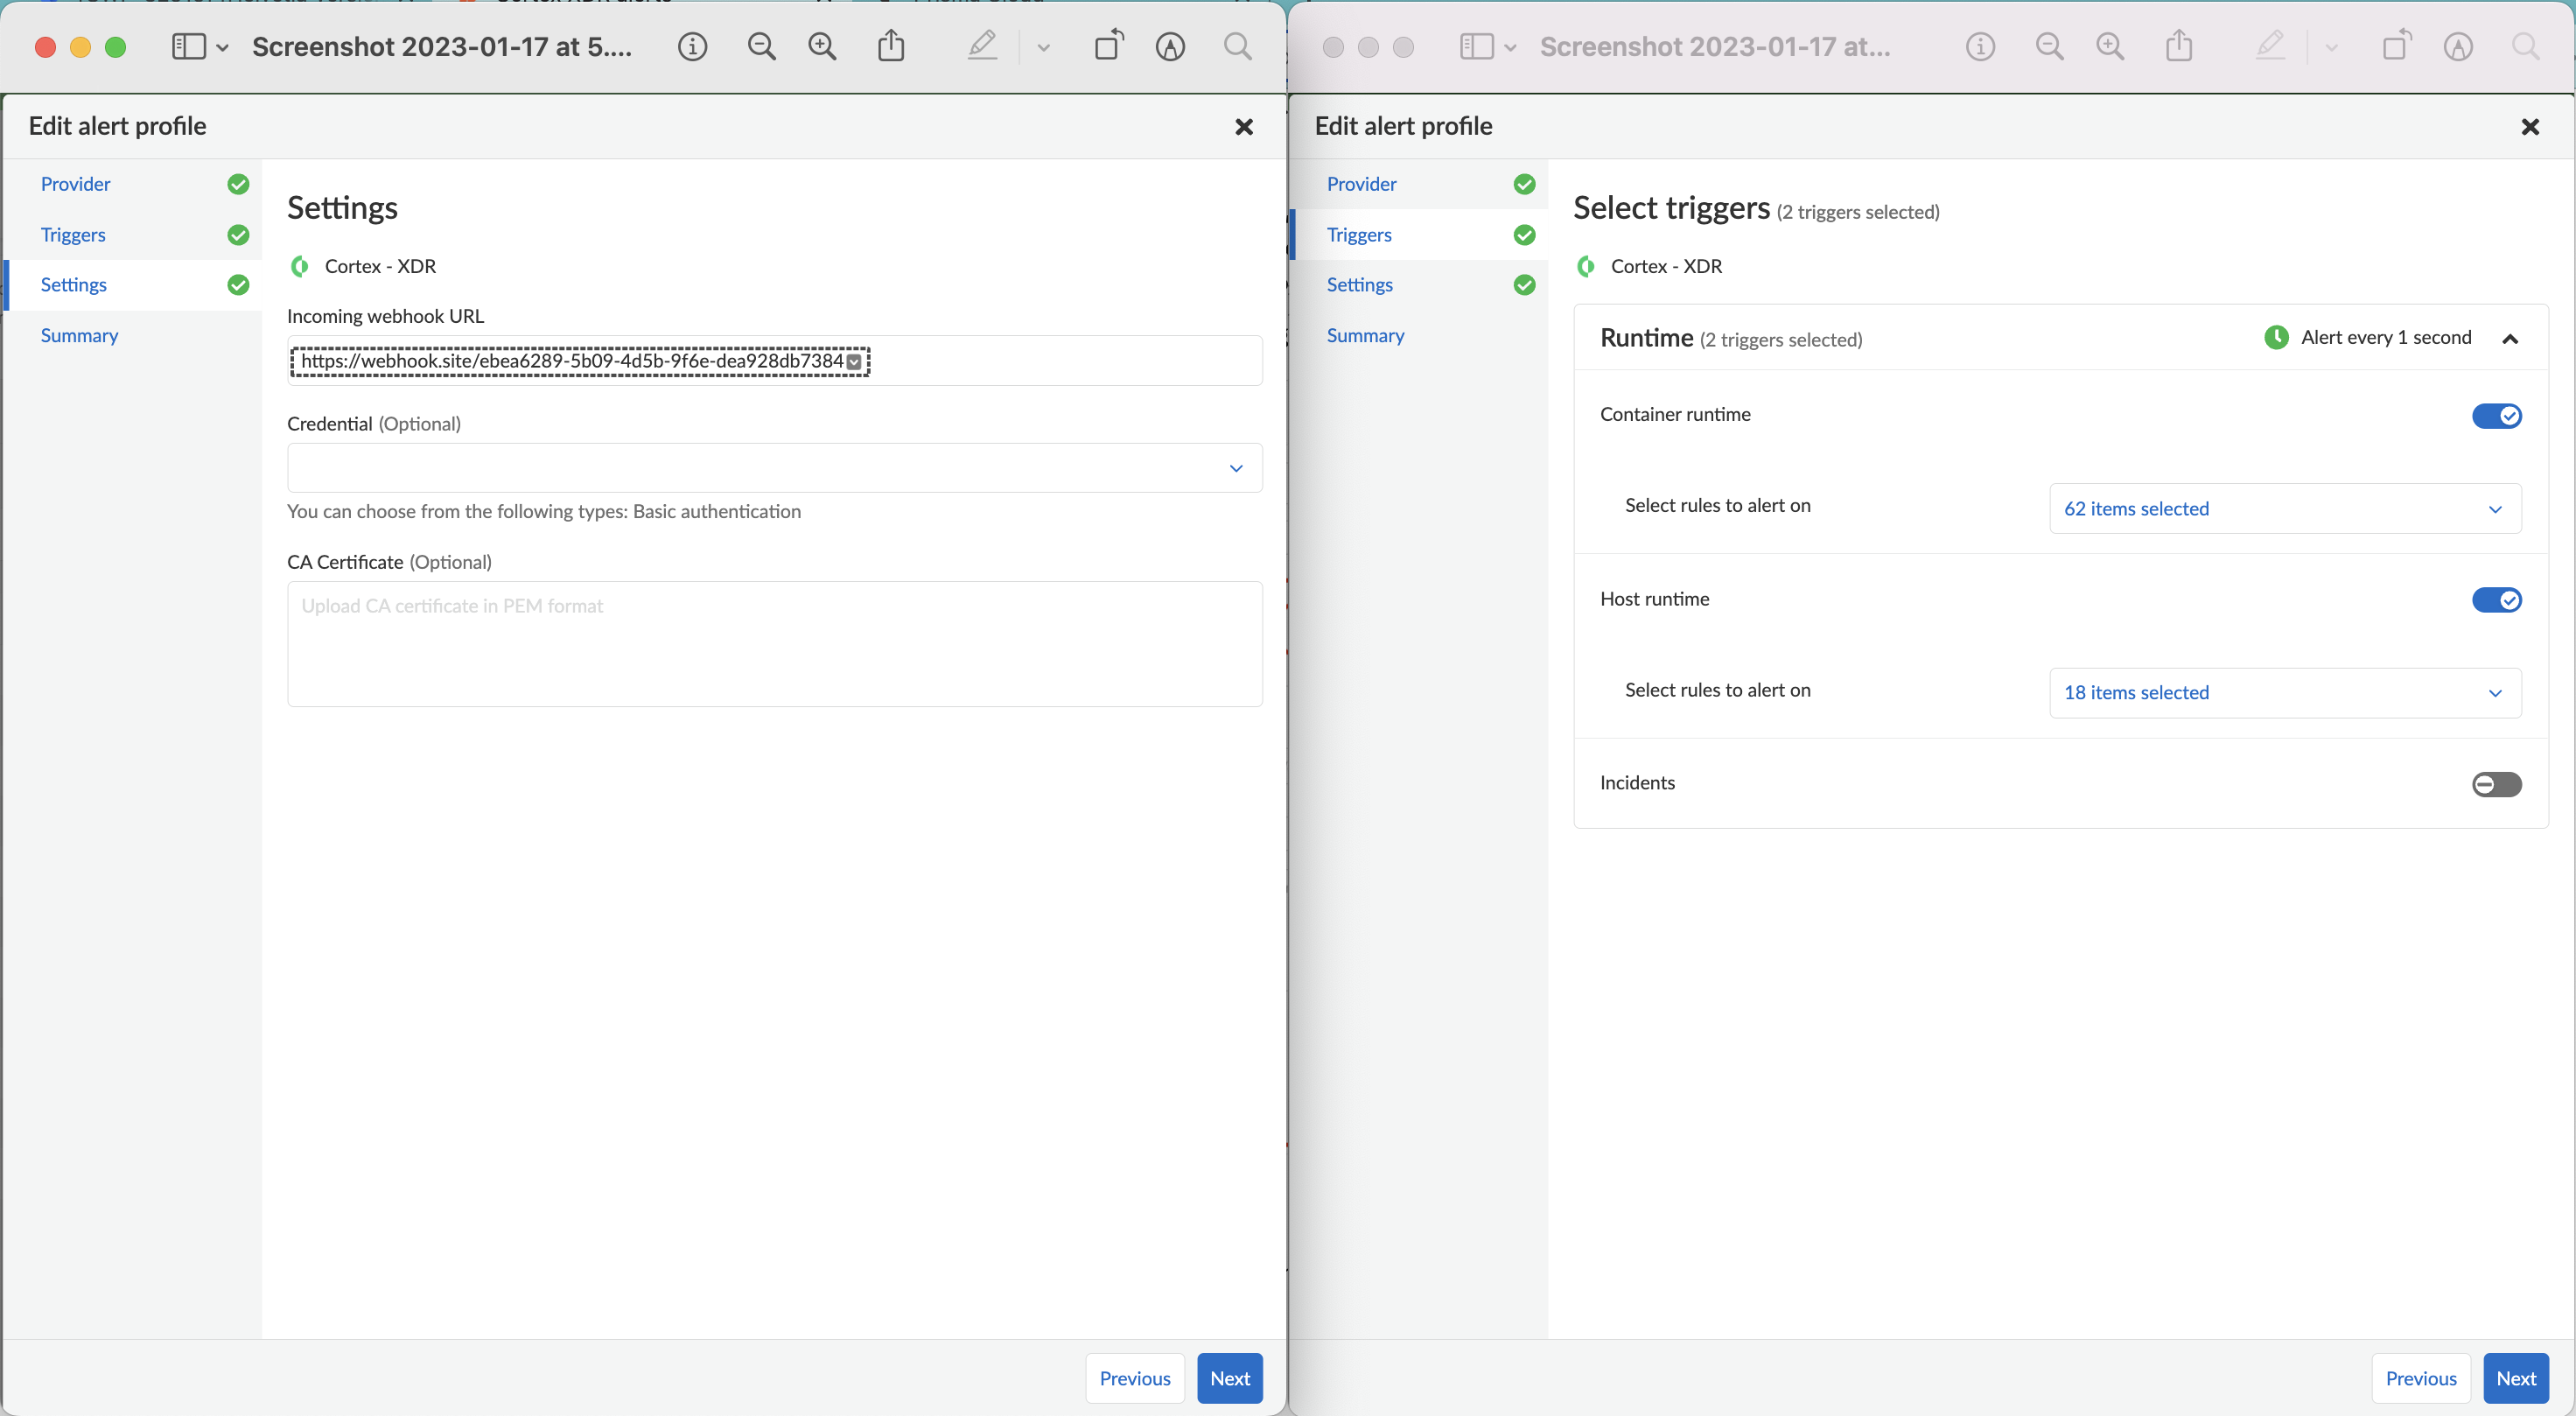 Cortex XDR alerts
Prisma Cloud
Screenshot 2023-01-17 at 5....
Edit alert profile
Provider
Triggers
Settings
Summary
Settings
Cortex - XDR
Incoming webhook URL
https://webhook.site/ebea6289-5b09-4d5b-9f6e-dea928db7384
Credential (Optional)
You can choose from the following types: Basic authentication
CA Certificate (Optional)
Upload CA certificate in PEM format
Previous
Next
Screenshot 2023-01-17 at...
Edit alert profile
Provider
Triggers
Settings
Summary
Select triggers (2 triggers selected)
Cortex - XDR
Runtime (2 triggers selected)
Alert every 1 second
Container runtime
Select rules to alert on
62 items selected
Host runtime
Select rules to alert on
18 items selected
Incidents
Previous
Next